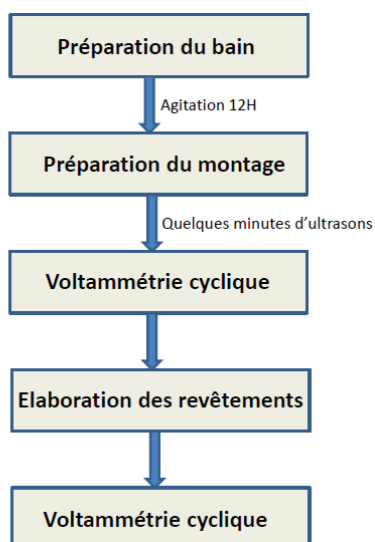 Préparation du bain
Agitation 12H
Préparation du montage
Quelques minutes d'ultrasons
Voltammétrie cyclique
Elaboration des revêtements
Voltammétrie cyclique